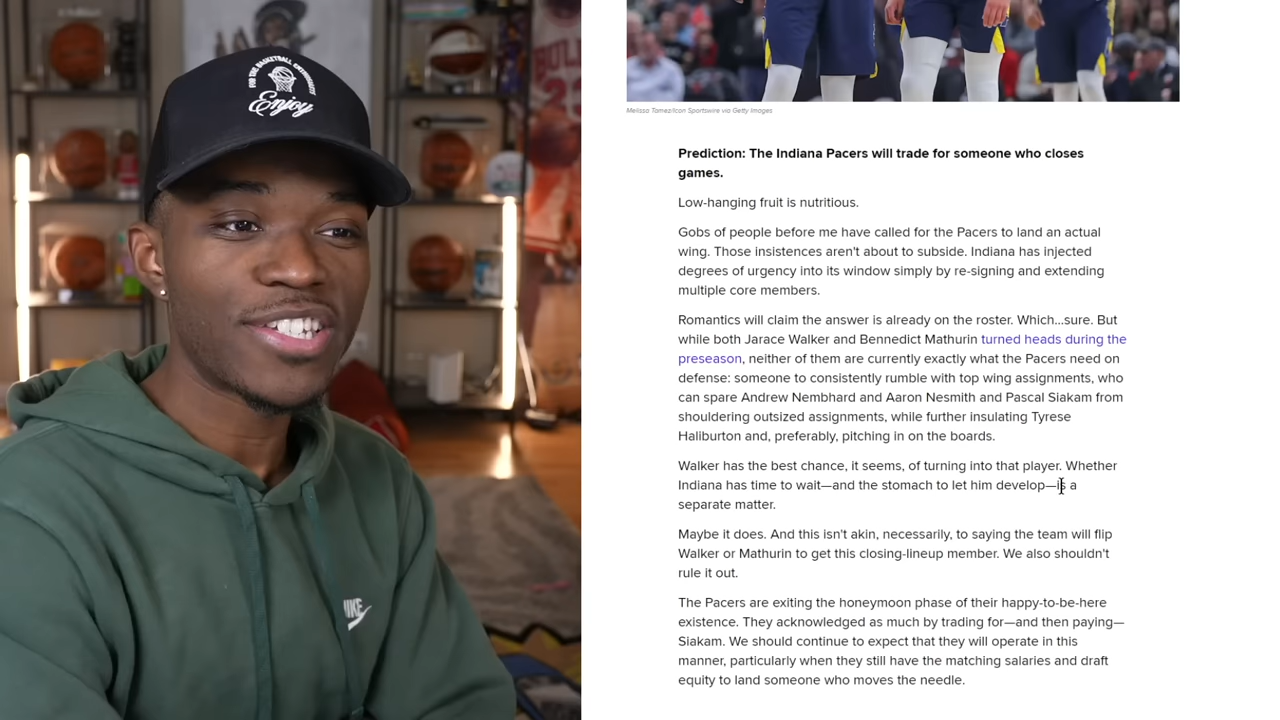 FOR THE BASKETBALL ENTHUSIASTS
Enjoy
BULL
NIKE
Melissa Tamez/Icon Sportswire via Getty Images
Prediction: The Indiana Pacers will trade for someone who closes
games.
Low-hanging fruit is nutritious.
Gobs of people before me have called for the Pacers to land an actual
wing. Those insistences aren't about to subside. Indiana has injected
degrees of urgency into its window simply by re-signing and extending
multiple core members.
Romantics will claim the answer is already on the roster. Which...sure. But
while both Jarace Walker and Bennedict Mathurin turned heads during the
preseason, neither of them are currently exactly what the Pacers need on
defense: someone to consistently rumble with top wing assignments, who
can spare Andrew Nembhard and Aaron Nesmith and Pascal Siakam from
shouldering outsized assignments, while further insulating Tyrese
Haliburton and, preferably, pitching in on the boards.
Walker has the best chance, it seems, of turning into that player. Whether
Indiana has time to wait—and the stomach to let him develop—is a
separate matter.
Maybe it does. And this isn't akin, necessarily, to saying the team will flip
Walker or Mathurin to get this closing-lineup member. We also shouldn't
rule it out.
The Pacers are exiting the honeymoon phase of their happy-to-be-here
existence. They acknowledged as much by trading for—and then paying—
Siakam. We should continue to expect that they will operate in this
manner, particularly when they still have the matching salaries and draft
equity to land someone who moves the needle.